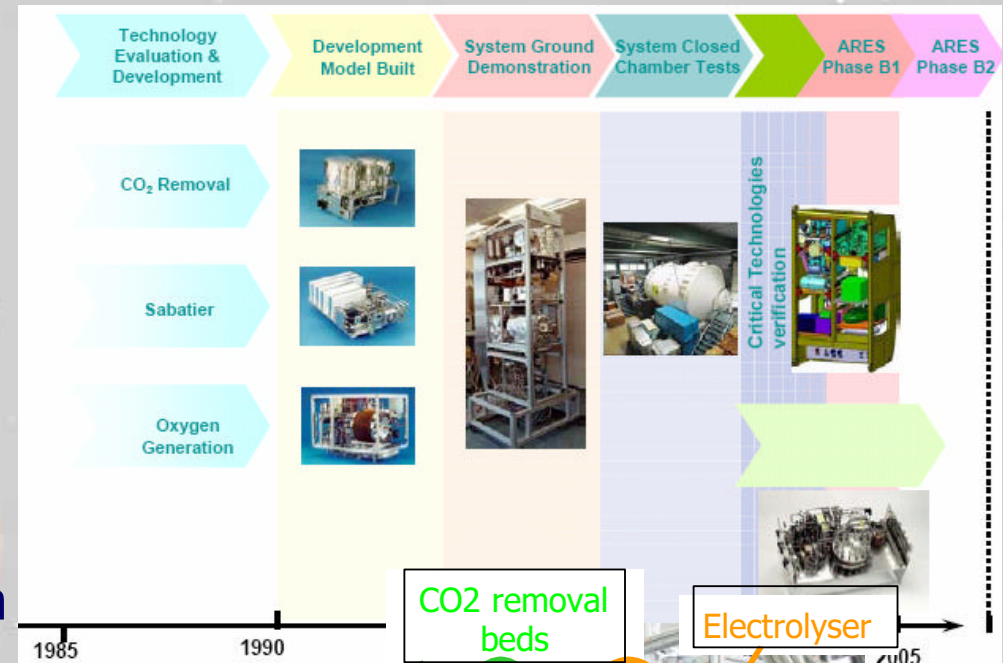 Technology
Evaluation &
Development
Development
Model Built
System Ground
Demonstration
System Closed
Chamber Tests
ARES
Phase B1
ARES
Phase B2
CO₂ Removal
Sabatier
Oxygen
Generation
Critical Technologies
verification
CO2 removal
beds
Electrolyser
1985
1990
2005